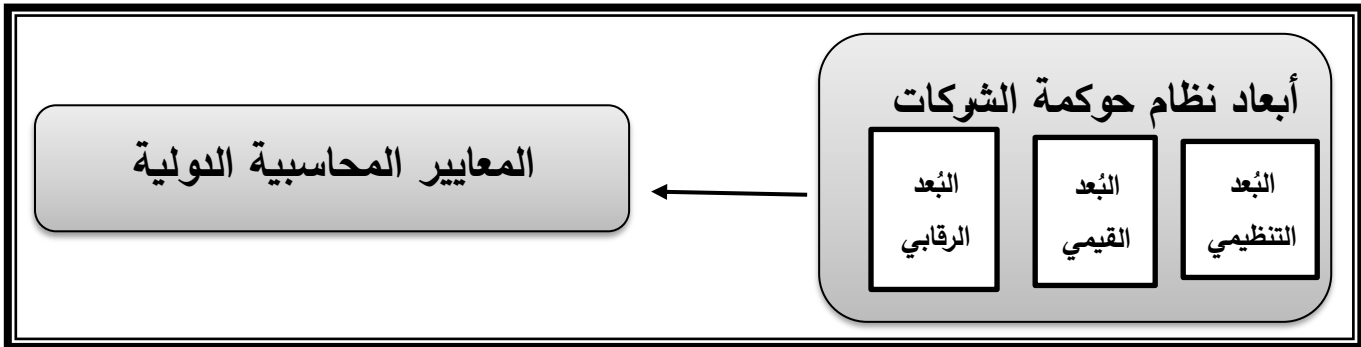 أبعاد نظام حوكمة الشركات
البُعد
التنظيمي
البُعد
القيمي
البُعد
الرقابي
المعايير المحاسبية الدولية